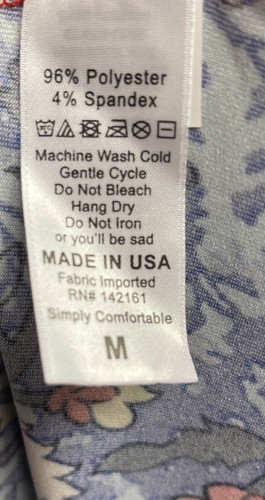 96% Polyester
4% Spandex
Machine Wash Cold
Gentle Cycle
Do Not Bleach
Hang Dry
Do Not Iron
or you'll be sad
MADE IN USA
Fabric Imported
RN# 142161
Simply Comfortable
M